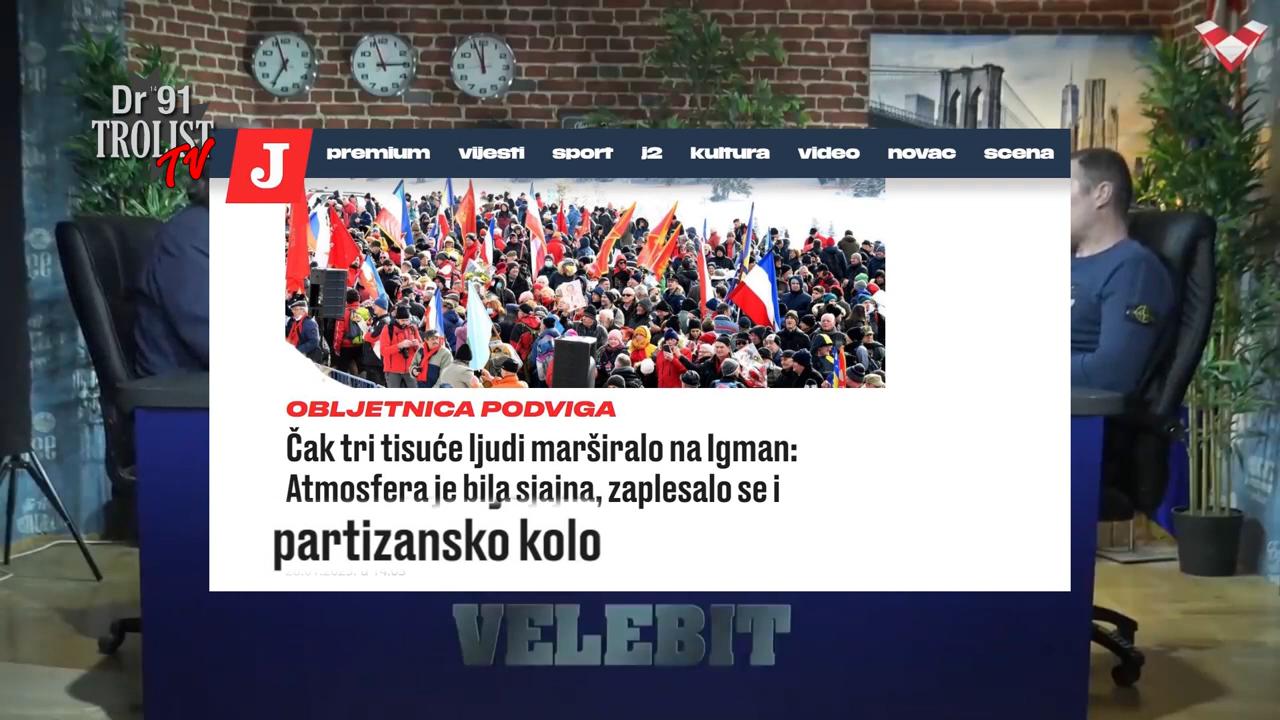 Dr 91
TROLIST
TV
J
premium vijesti sport j2 kultura video novac scena
OBLJETNICA PODVIGA
Čak tri tisuće ljudi marširalo na Igman:
Atmosfera je bila sjajna, zaplesalo se i
partizansko kolo
VELEBIT